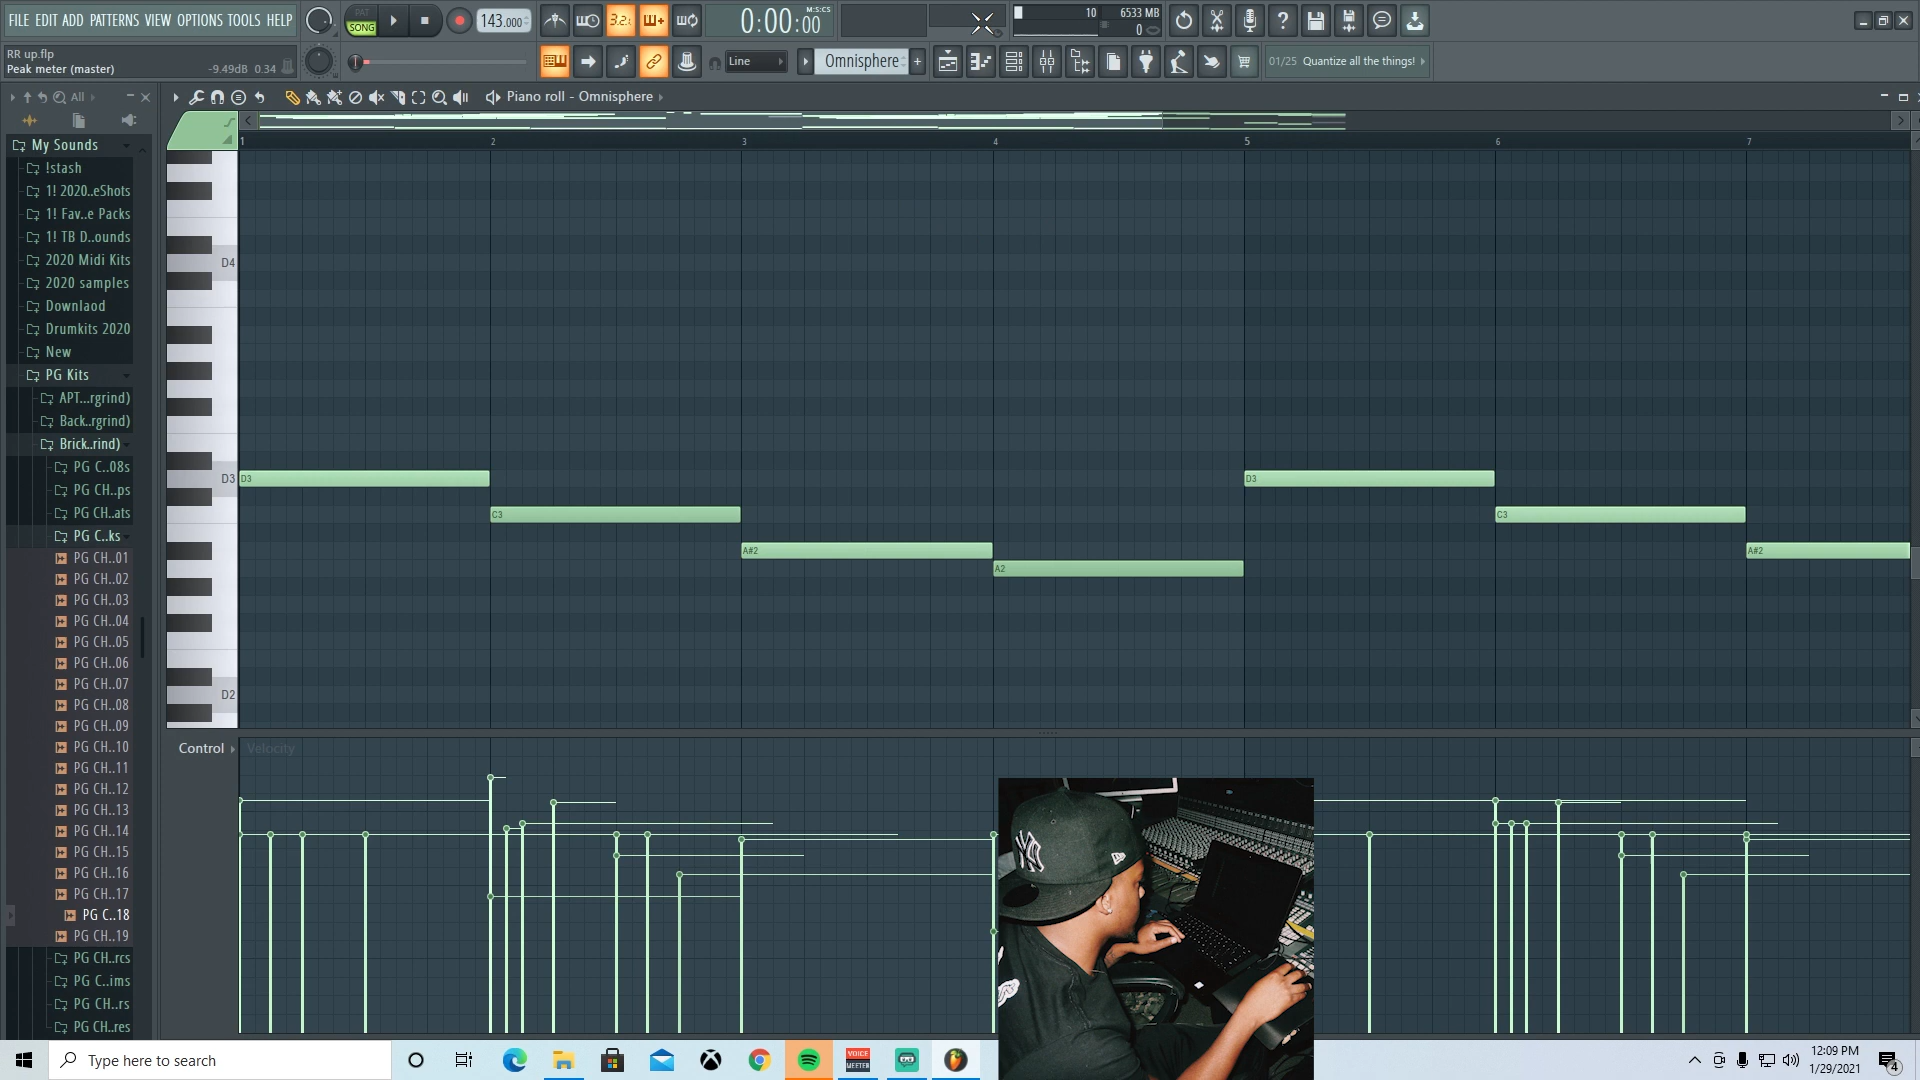 FILE EDIT ADD PATTERNS VIEW OPTIONS TOOLS HELP
PAT
SONG
143.000
3.2.
0:00:00
M:S:CS
10
6533 MB
0
RR up.flp
Peak meter (master)
-9.49dB 0.34
Line
Omnisphere
01/25 Quantize all the things!
All
Piano roll - Omnisphere
My Sounds
!stash
1! 2020..eShots
1! Fav..e Packs
1! TB D..ounds
2020 Midi Kits
2020 samples
Downlaod
Drumkits 2020
New
PG Kits
APT...rgrind)
Back..rgrind)
Brick..rind)
PG C..08s
PG CH..ps
PG CH..ats
PG C..ks
PG CH..01
PG CH..02
PG CH..03
PG CH..04
PG CH..05
PG CH..06
PG CH..07
PG CH..08
PG CH..09
PG CH..10
PG CH..11
PG CH..12
PG CH..13
PG CH..14
PG CH..15
PG CH..16
PG CH..17
PG C..18
PG CH..19
PG CH..rcs
PG C..ims
PG CH..rs
PG CH..res
1 2 3 4 5 6 7
D4
D3
D2
D3
C3
A#2
A2
D3
C3
A#2
Control
Velocity
NY
Type here to search
VOICE
MEETER
12:09 PM
1/29/2021
4